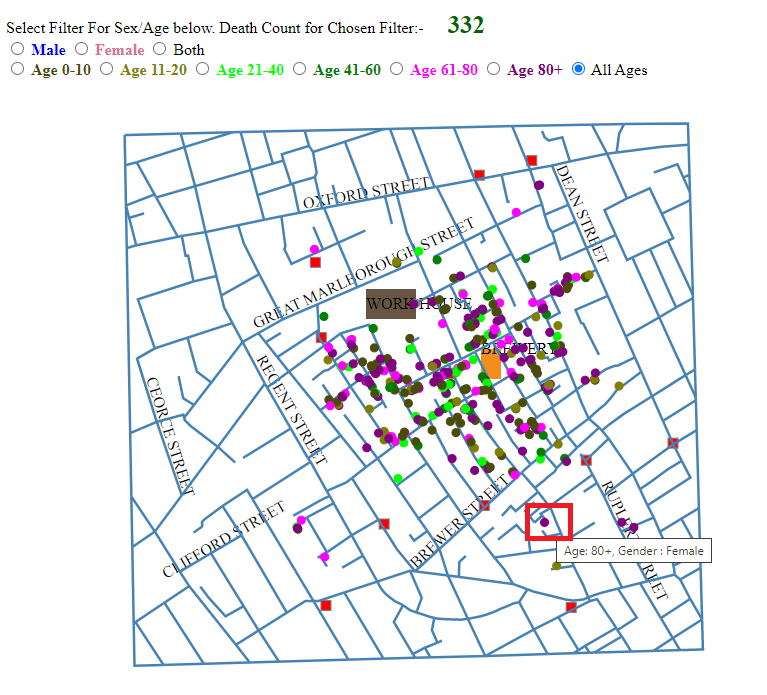 Select Filter For Sex/Age below. Death Count for Chosen Filter:- 332
Male Female Both
Age 0-10 Age 11-20 Age 21-40 Age 41-60 Age 61-80 Age 80+ All Ages
OXFORD STREET
DEAN STREET
GREAT MARLBOROUGH STREET
WORK HOUSE
BREWERY
REGENT STREET
GEORGE STREET
CLIFFORD STREET
BREWER STREET
Age: 80+, Gender : Female
STREET